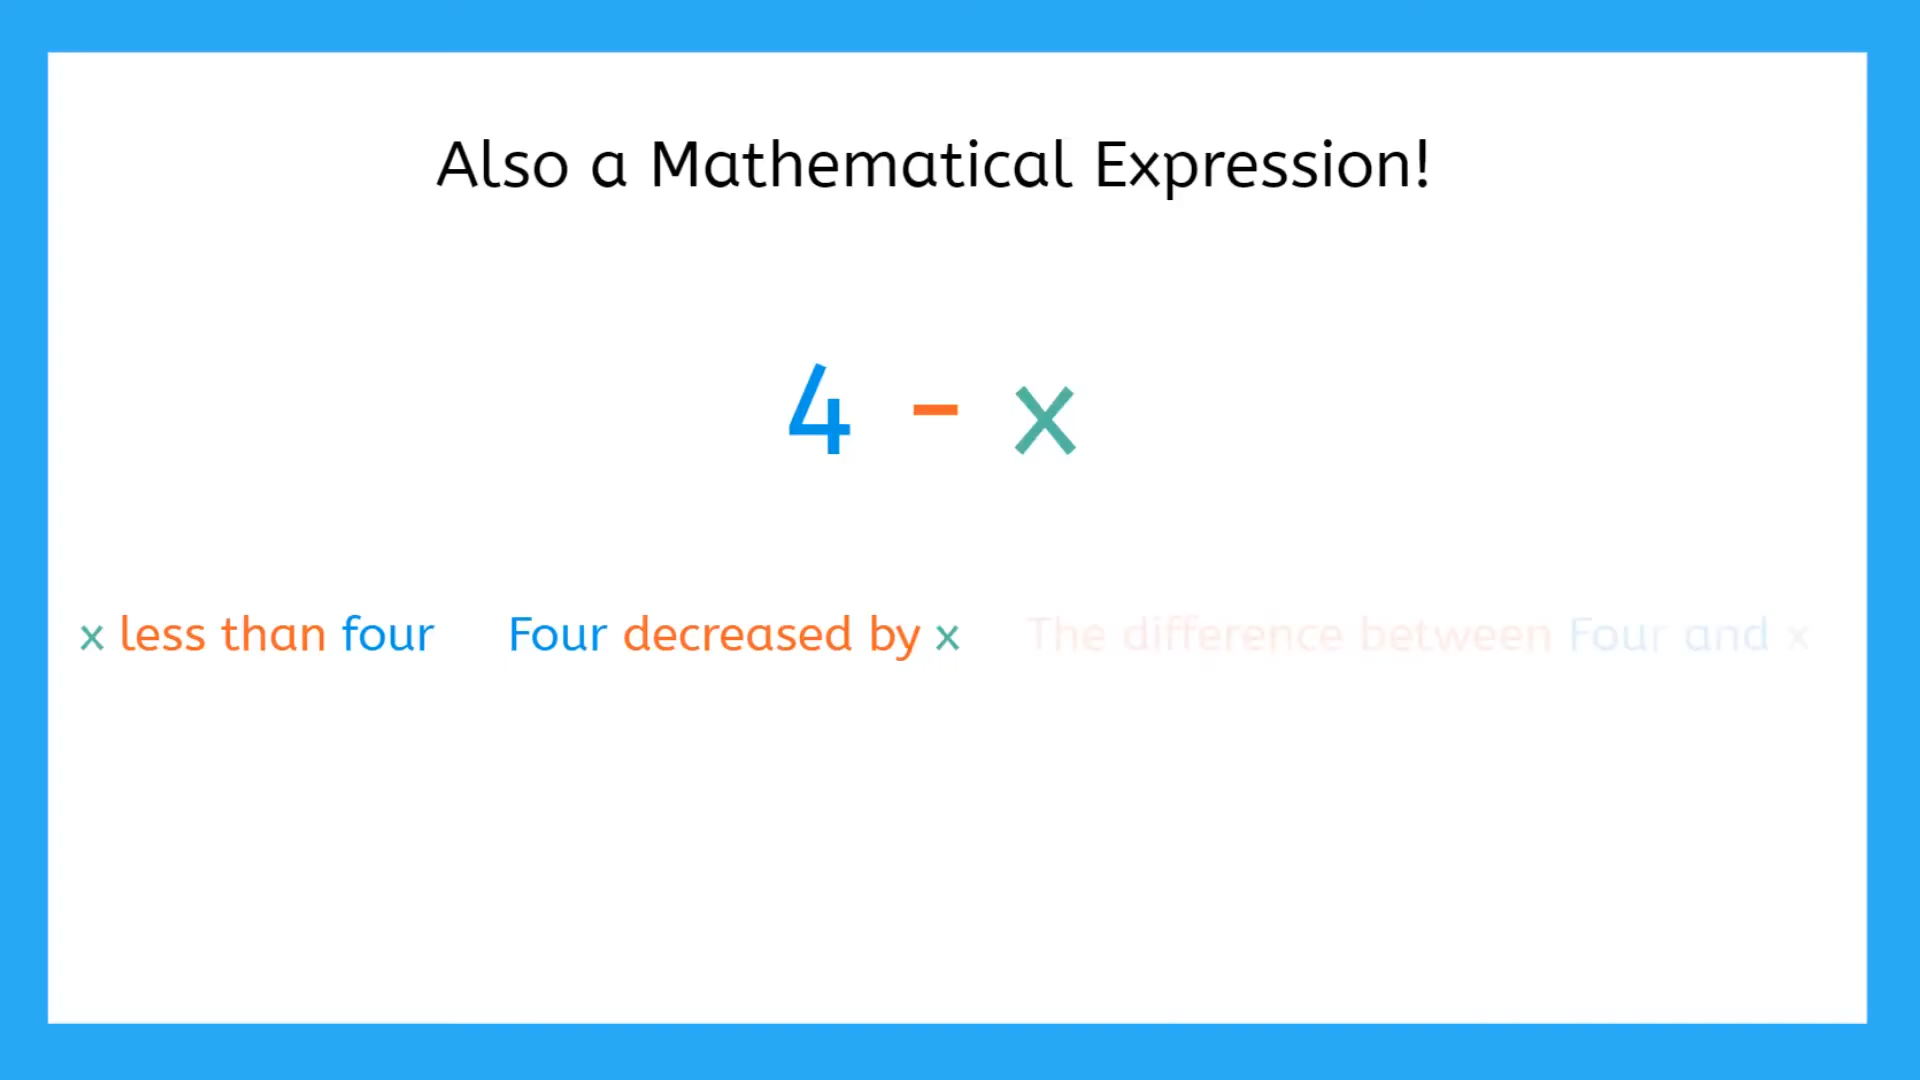 Also a Mathematical Expression!
4 - x
x less than four Four decreased by x The difference between Four and x